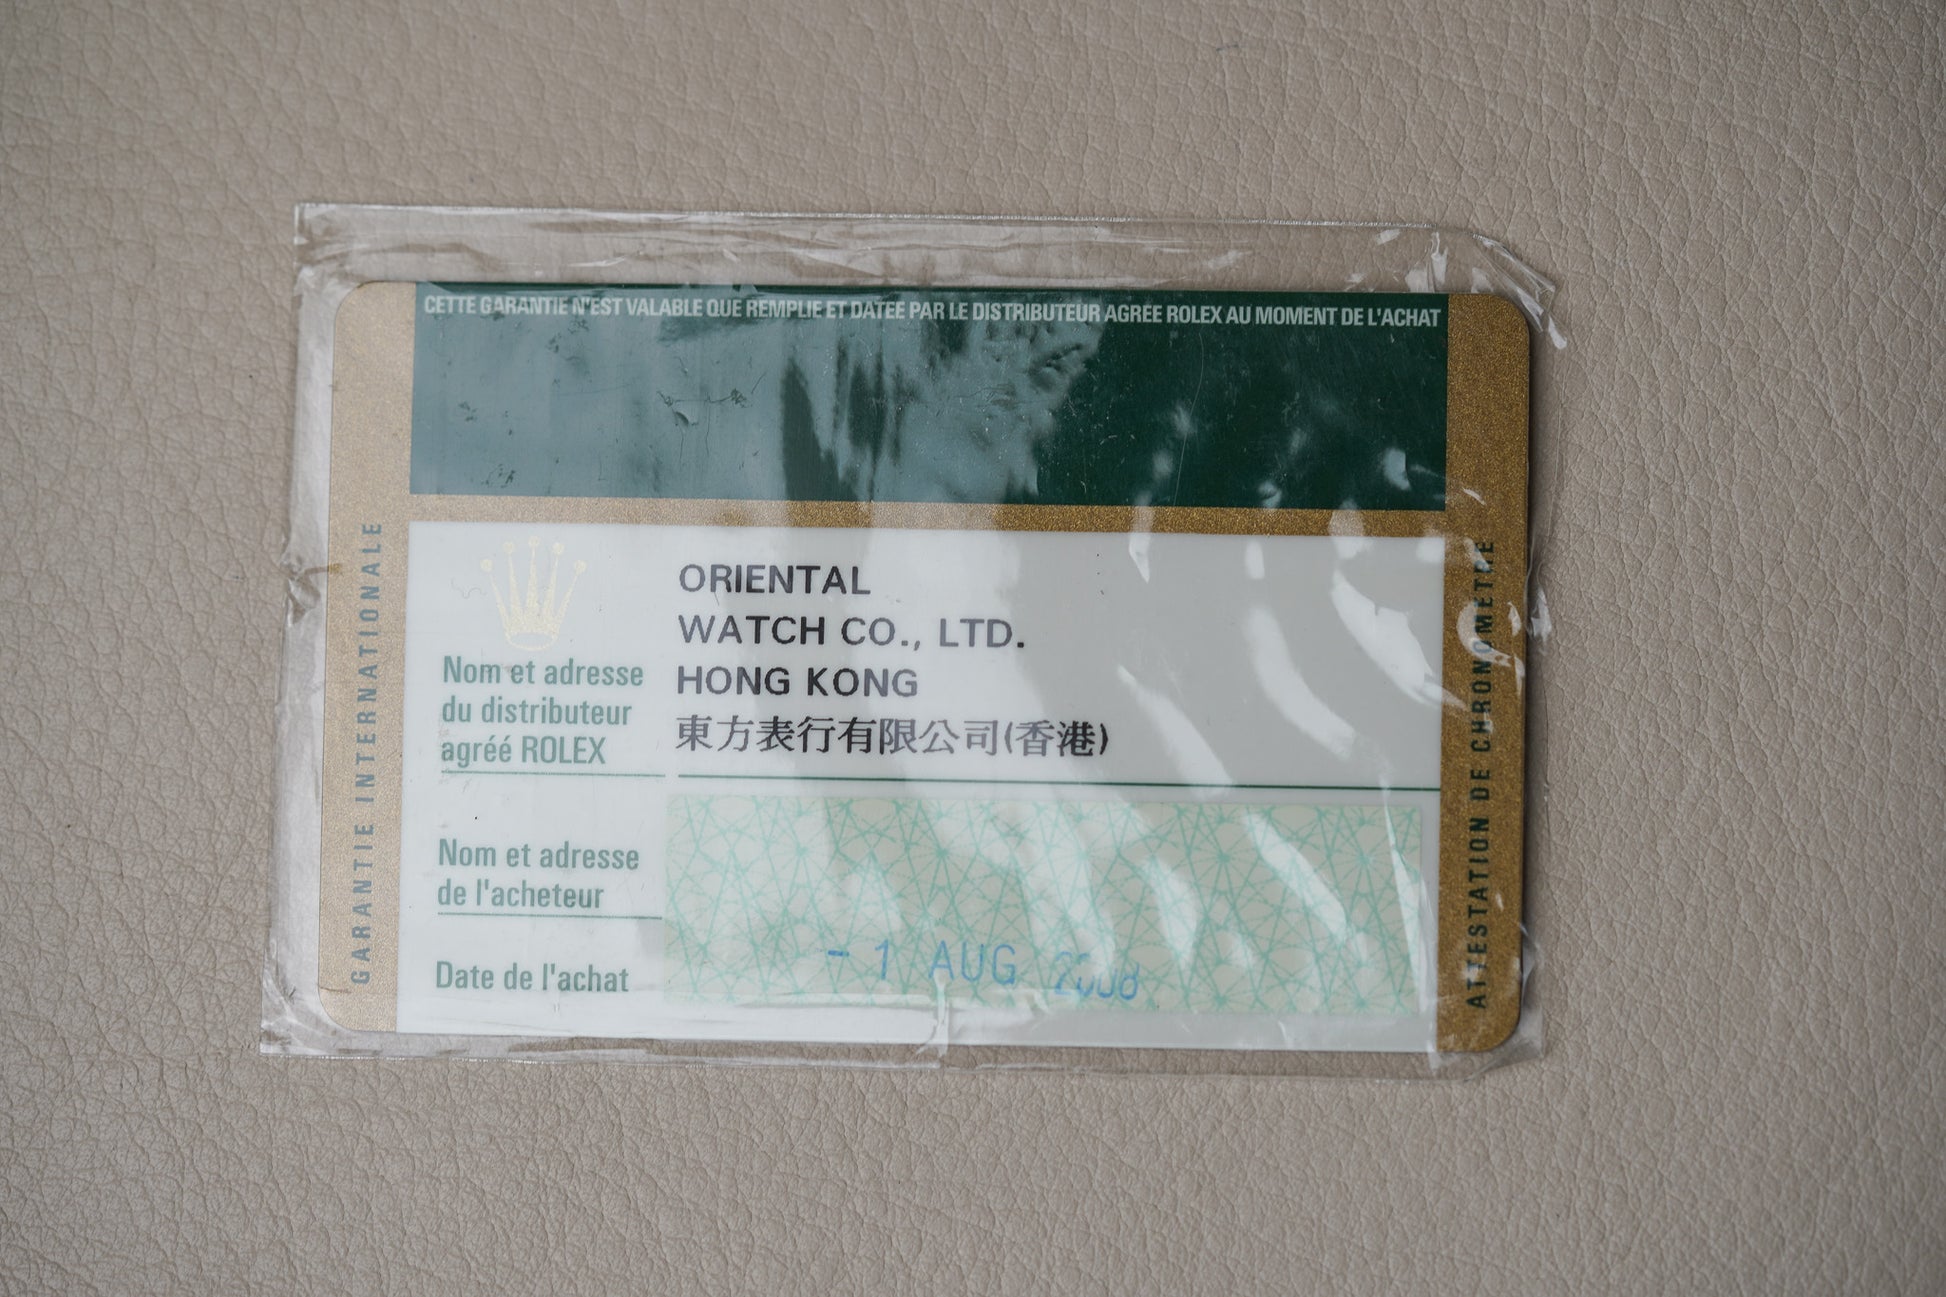 CETTE GARANTIE N'EST VALABLE QUE REMPLIE ET DATEE PAR LE DISTRIBUTEUR AGREE ROLEX AU MOMENT DE L'ACHAT
GARANTIE INTERNATIONALE
ORIENTAL
WATCH CO., LTD.
HONG KONG
東方表行有限公司(香港)
Nom et adresse
du distributeur
agréé ROLEX
Nom et adresse
de l'acheteur
Date de l'achat
- 1 AUG 2008
ATTESTATION DE CHRONOMETRE